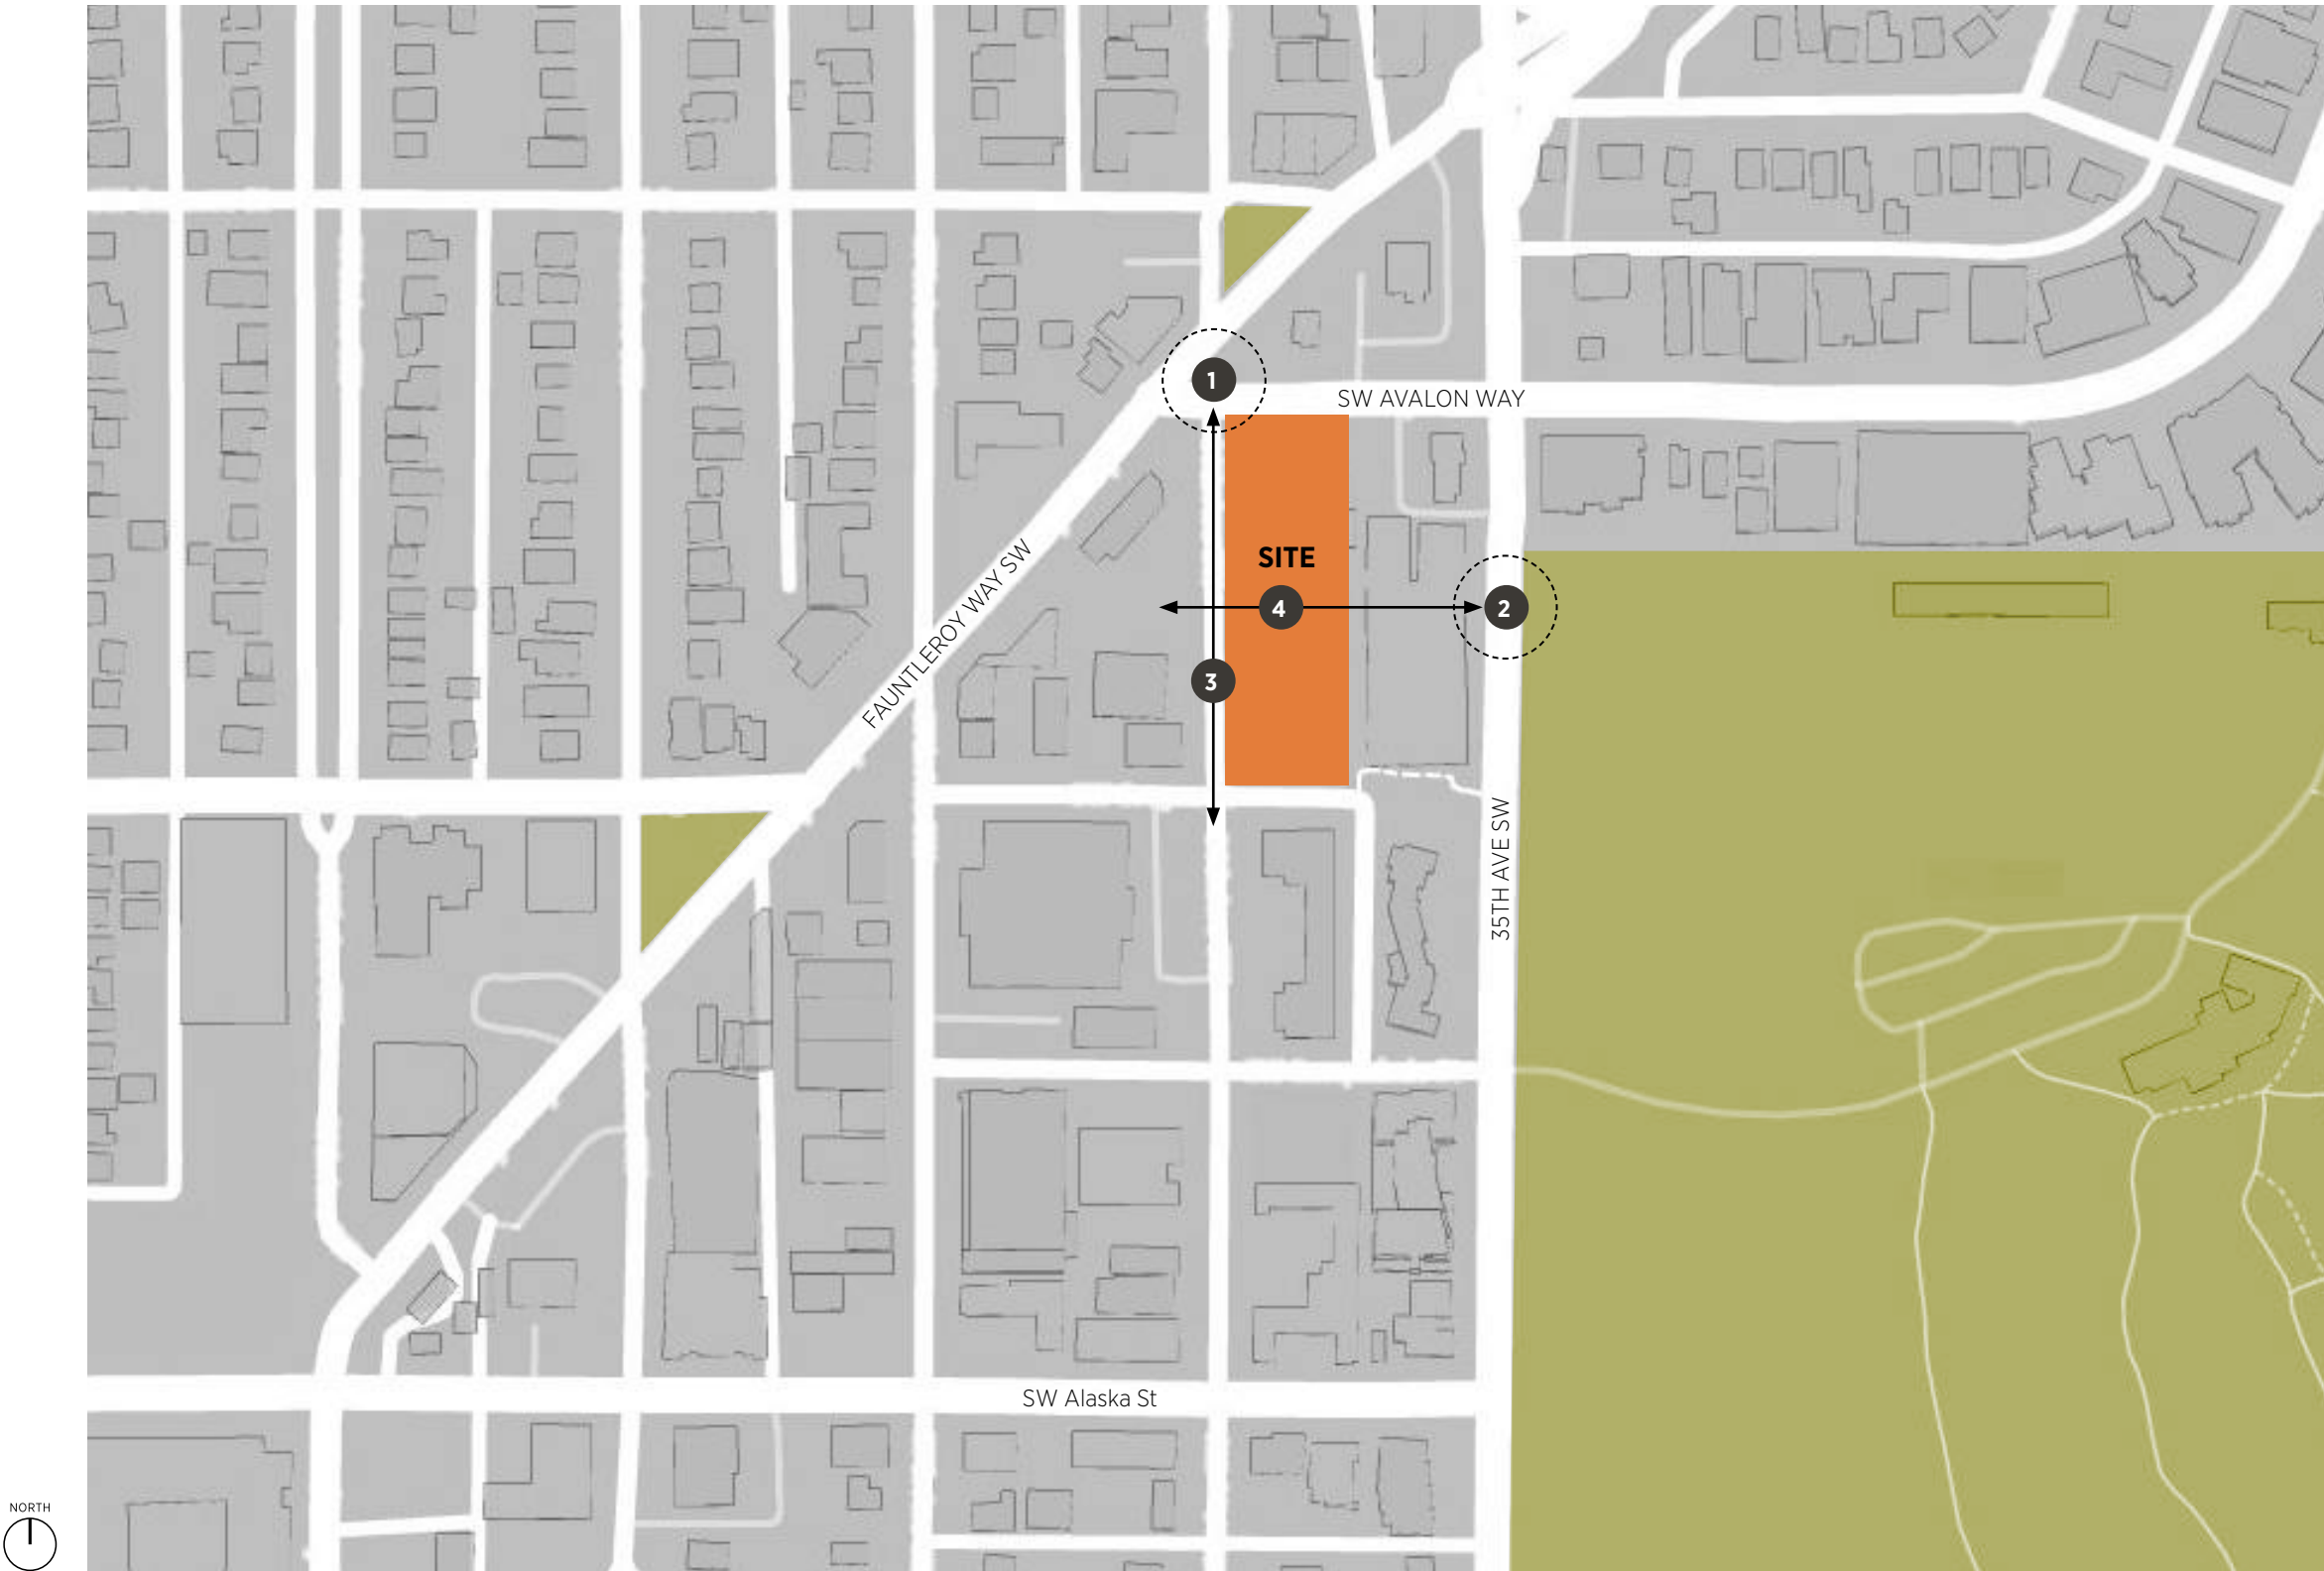 1
SW AVALON WAY
SITE
4
2
FAUNTLEROY WAY SW
3
35TH AVE SW
SW Alaska St
NORTH